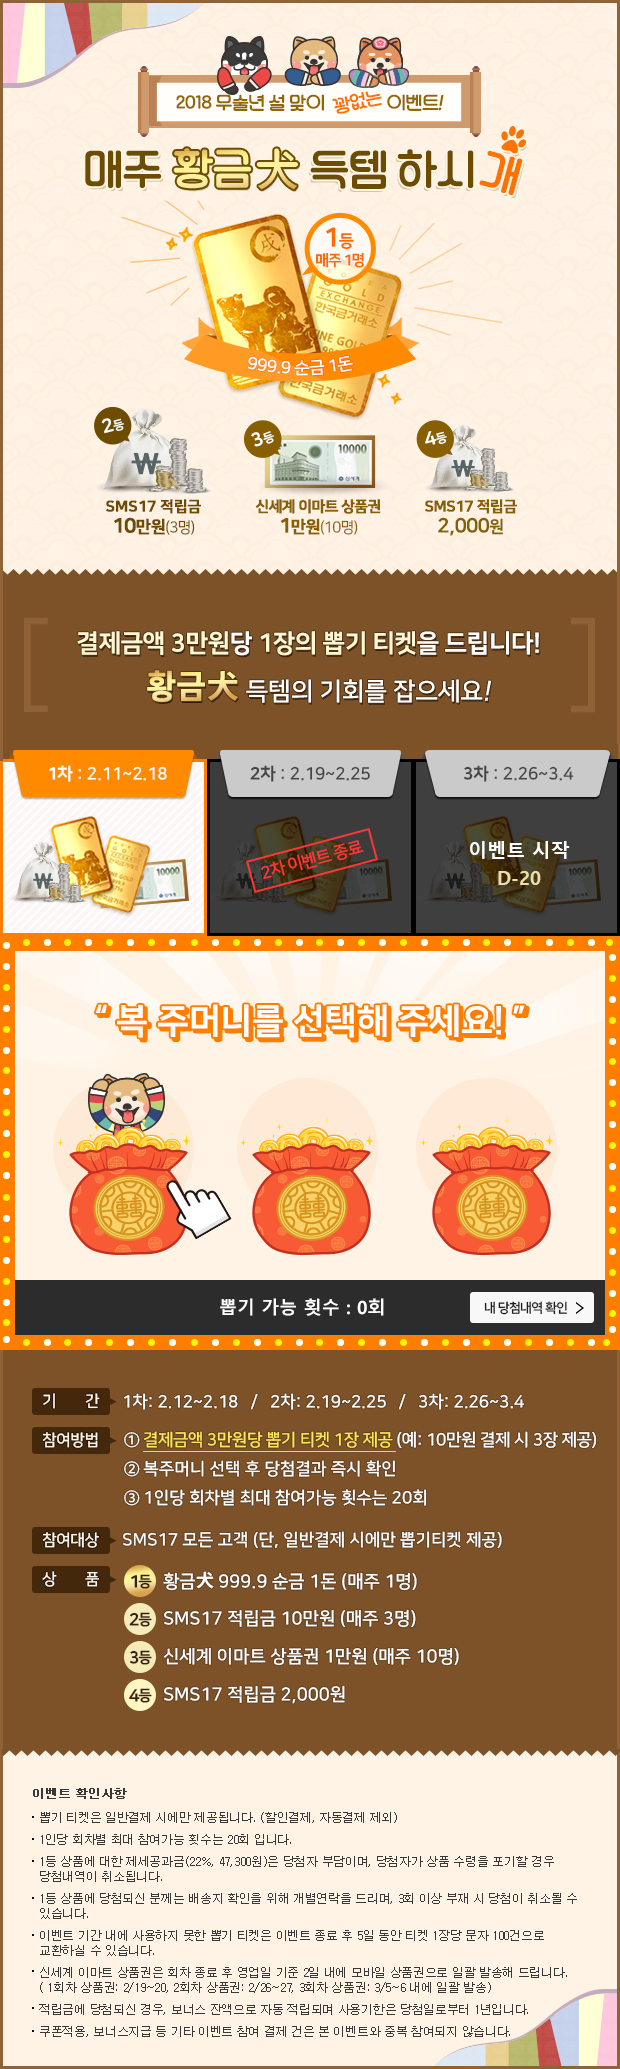 2018 무술년 설 맞이 꽝없는 이벤트!
매주 황금犬 득템 하시개
1등
매주 1명
戌
GOLD
EXCHANGE
한국금거래소
FINE GOLD
999.9 순금 1돈
한국금거래소
2등
3등
4등
10000
SMS17 적립금
10만원(3명)
신세계 이마트 상품권
1만원(10명)
SMS17 적립금
2,000원
결제금액 3만원당 1장의 뽑기 티켓을 드립니다!
황금犬 득템의 기회를 잡으세요!
1차 : 2.11~2.18
2차 : 2.19~2.25
3차 : 2.26~3.4
10000
2차 이벤트 종료
이벤트 시작
D-20
“ 복 주머니를 선택해 주세요! ”
뽑기 가능 횟수 : 0회
내 당첨내역 확인 >
기 간
1차: 2.12~2.18 / 2차: 2.19~2.25 / 3차: 2.26~3.4
참여방법
① 결제금액 3만원당 뽑기 티켓 1장 제공 (예: 10만원 결제 시 3장 제공)
② 복주머니 선택 후 당첨결과 즉시 확인
③ 1인당 회차별 최대 참여가능 횟수는 20회
참여대상
SMS17 모든 고객 (단, 일반결제 시에만 뽑기티켓 제공)
상 품
1등 황금犬 999.9 순금 1돈 (매주 1명)
2등 SMS17 적립금 10만원 (매주 3명)
3등 신세계 이마트 상품권 1만원 (매주 10명)
4등 SMS17 적립금 2,000원
이벤트 확인사항
· 뽑기 티켓은 일반결제 시에만 제공됩니다. (할인결제, 자동결제 제외)
· 1인당 회차별 최대 참여가능 횟수는 20회 입니다.
· 1등 상품에 대한 제세공과금(22%, 47,300원)은 당첨자 부담이며, 당첨자가 상품 수령을 포기할 경우
당첨내역이 취소됩니다.
· 1등 상품에 당첨되신 분께는 배송지 확인을 위해 개별연락을 드리며, 3회 이상 부재 시 당첨이 취소될 수
있습니다.
· 이벤트 기간 내에 사용하지 못한 뽑기 티켓은 이벤트 종료 후 5일 동안 티켓 1장당 문자 100건으로
교환하실 수 있습니다.
· 신세계 이마트 상품권은 회차 종료 후 영업일 기준 2일 내에 모바일 상품권으로 일괄 발송해 드립니다.
( 1회차 상품권: 2/19~20, 2회차 상품권: 2/26~27, 3회차 상품권: 3/5~6 내에 일괄 발송)
· 적립금에 당첨되신 경우, 보너스 잔액으로 자동 적립되며 사용기한은 당첨일로부터 1년입니다.
· 쿠폰적용, 보너스지급 등 기타 이벤트 참여 결제 건은 본 이벤트와 중복 참여되지 않습니다.